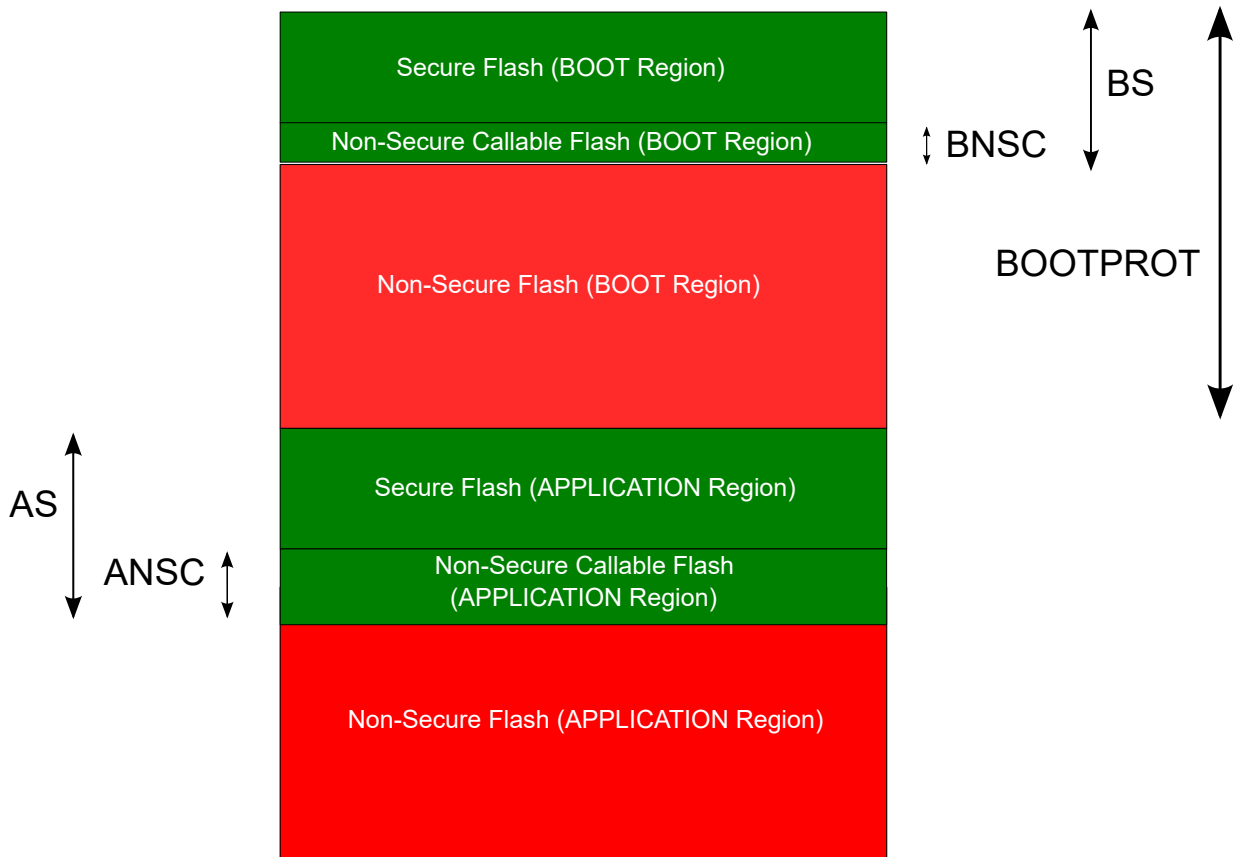 Secure Flash (BOOT Region)
BS
Non-Secure Callable Flash (BOOT Region)
BNSC
BOOTPROT
Non-Secure Flash (BOOT Region)
Secure Flash (APPLICATION Region)
AS
ANSC
Non-Secure Callable Flash
(APPLICATION Region)
Non-Secure Flash (APPLICATION Region)